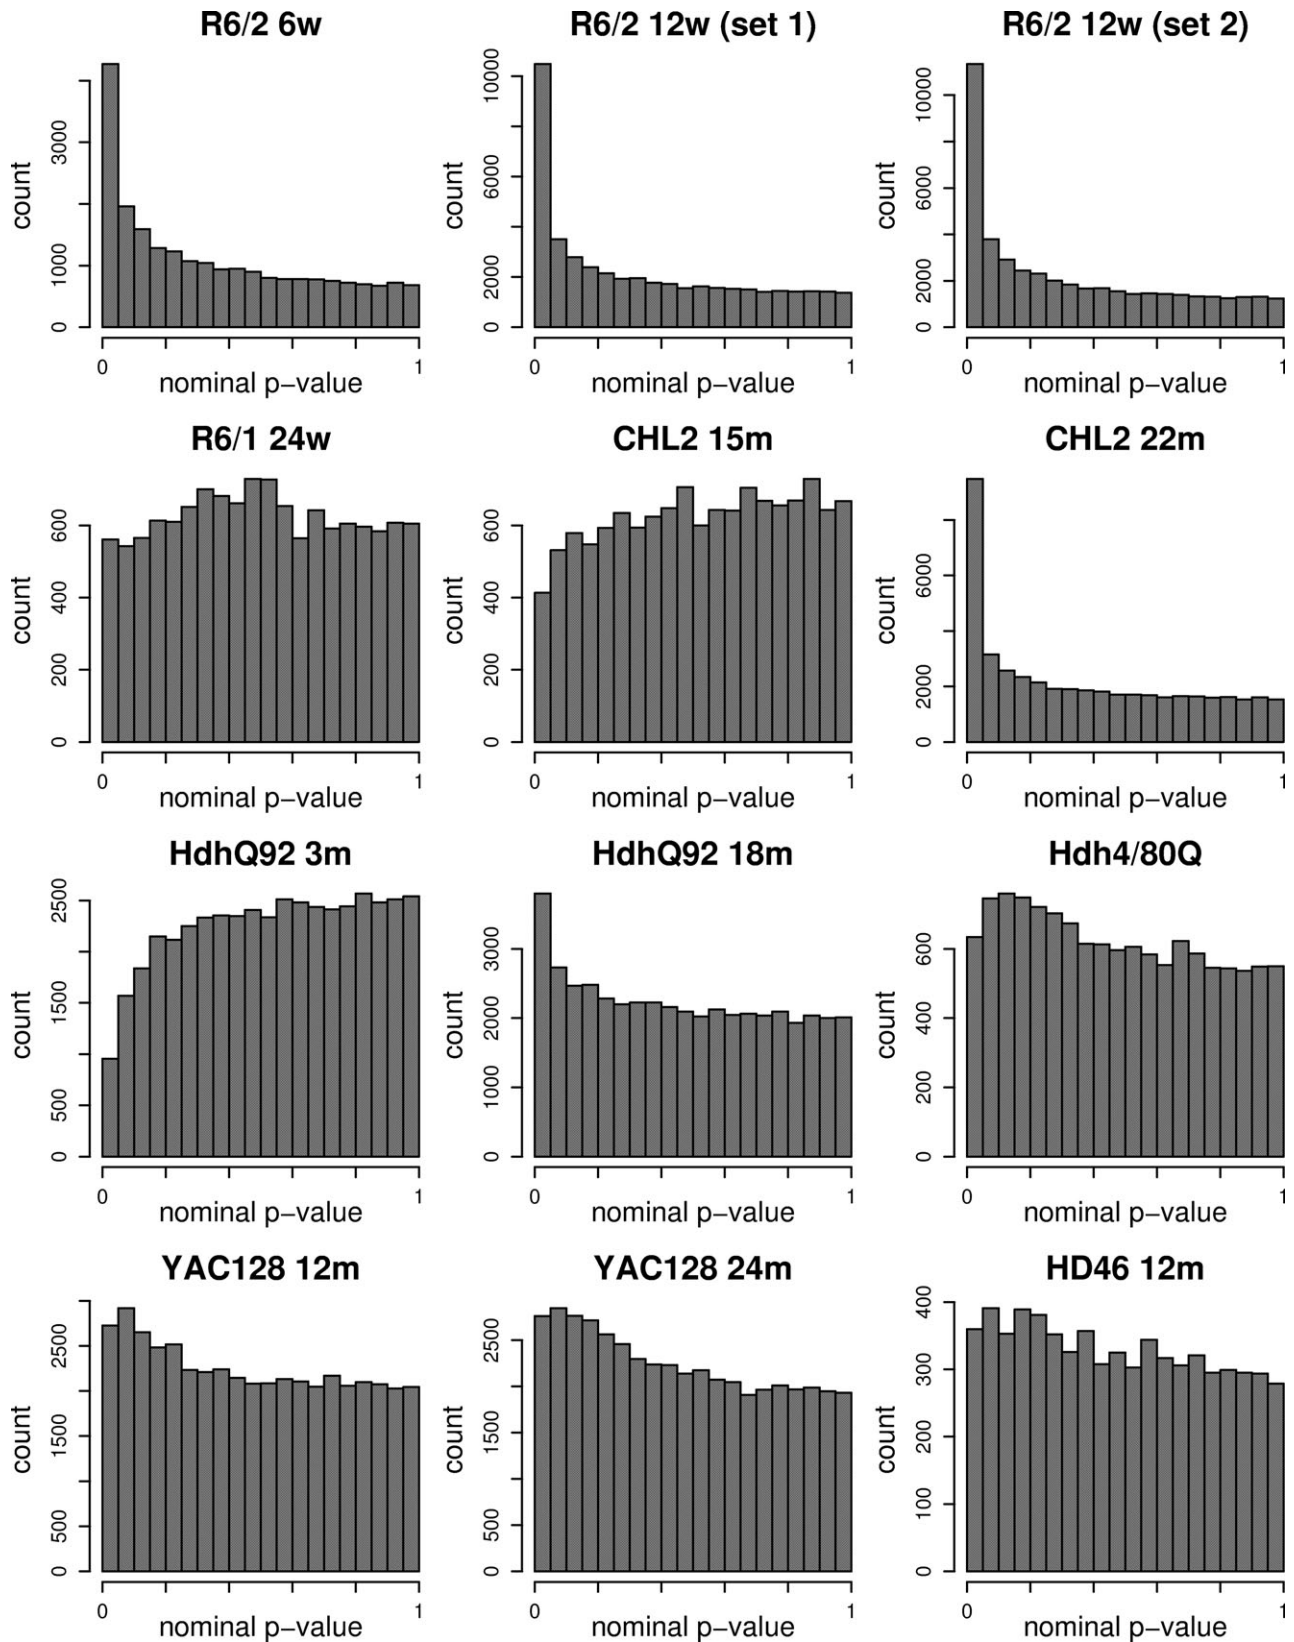 R6/2 6w
R6/2 12w (set 1)
R6/2 12w (set 2)
count
0 1000 3000
0 1
nominal p−value
count
0 2000 6000 10000
0 1
nominal p−value
count
0 2000 6000 10000
0 1
nominal p−value
R6/1 24w
CHL2 15m
CHL2 22m
count
0 200 400 600
0 1
nominal p−value
count
0 200 400 600
0 1
nominal p−value
count
0 2000 6000
0 1
nominal p−value
HdhQ92 3m
HdhQ92 18m
Hdh4/80Q
count
0 500 1500 2500
0 1
nominal p−value
count
0 1000 2000 3000
0 1
nominal p−value
count
0 200 400 600
0 1
nominal p−value
YAC128 12m
YAC128 24m
HD46 12m
count
0 500 1500 2500
0 1
nominal p−value
count
0 500 1500 2500
0 1
nominal p−value
count
0 100 200 300 400
0 1
nominal p−value